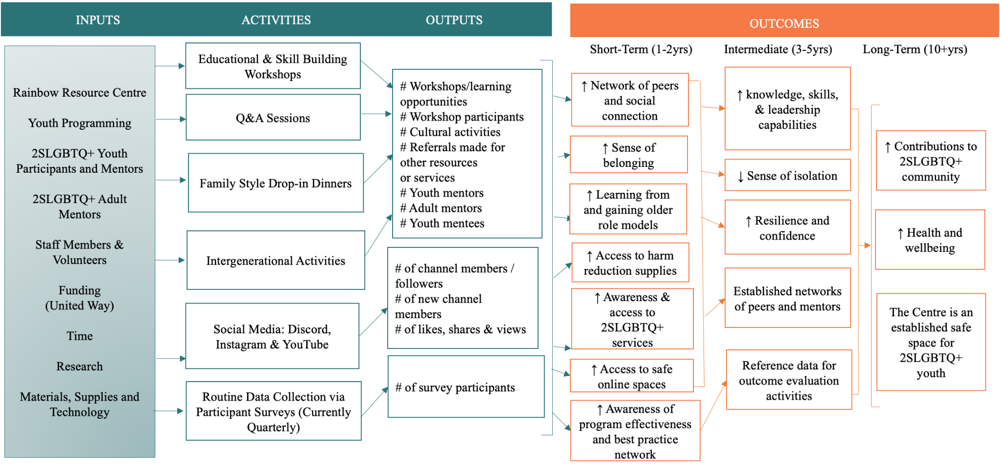 INPUTS
ACTIVITIES
OUTPUTS
OUTCOMES
Short-Term (1-2yrs)
Intermediate (3-5yrs)
Long-Term (10+yrs)
Rainbow Resource Centre
Youth Programming
2SLGBTQ+ Youth
Participants and Mentors
2SLGBTQ+ Adult
Mentors
Staff Members &
Volunteers
Funding
(United Way)
Time
Research
Materials, Supplies and
Technology
Educational & Skill Building
Workshops
Q&A Sessions
Family Style Drop-in Dinners
Intergenerational Activities
Social Media: Discord,
Instagram & YouTube
Routine Data Collection via
Participant Surveys (Currently
Quarterly)
# Workshops/learning
opportunities
# Workshop participants
# Cultural activities
# Referrals made for
other resources
or services
# Youth mentors
# Adult mentors
# Youth mentees
# of channel members /
followers
# of new channel
members
# of likes, shares & views
# of survey participants
↑ Network of peers
and social
connection
↑ Sense of
belonging
↑ Learning from
and gaining older
role models
↑ Access to harm
reduction supplies
↑ Awareness &
access to
2SLGBTQ+
services
↑ Access to safe
online spaces
↑ Awareness of
program effectiveness
and best practice
network
↑ knowledge, skills,
& leadership
capabilities
↓ Sense of isolation
↑ Resilience and
confidence
Established networks
of peers and mentors
Reference data for
outcome evaluation
activities
↑ Contributions to
2SLGBTQ+
community
↑ Health and
wellbeing
The Centre is an
established safe
space for
2SLGBTQ+
youth